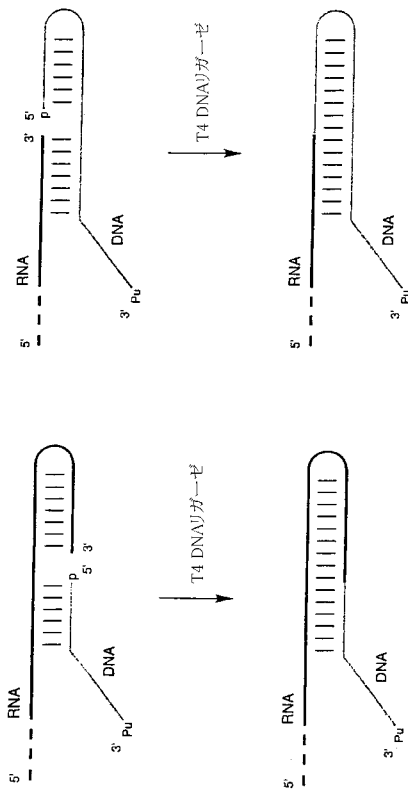 5'
RNA
p
5'
3'
DNA
3'
Pu
T4 DNAリガーゼ
5'
RNA
DNA
3'
Pu
5'
RNA
3'
5'
p
DNA
3'
Pu
T4 DNAリガーゼ
5'
RNA
DNA
3'
Pu